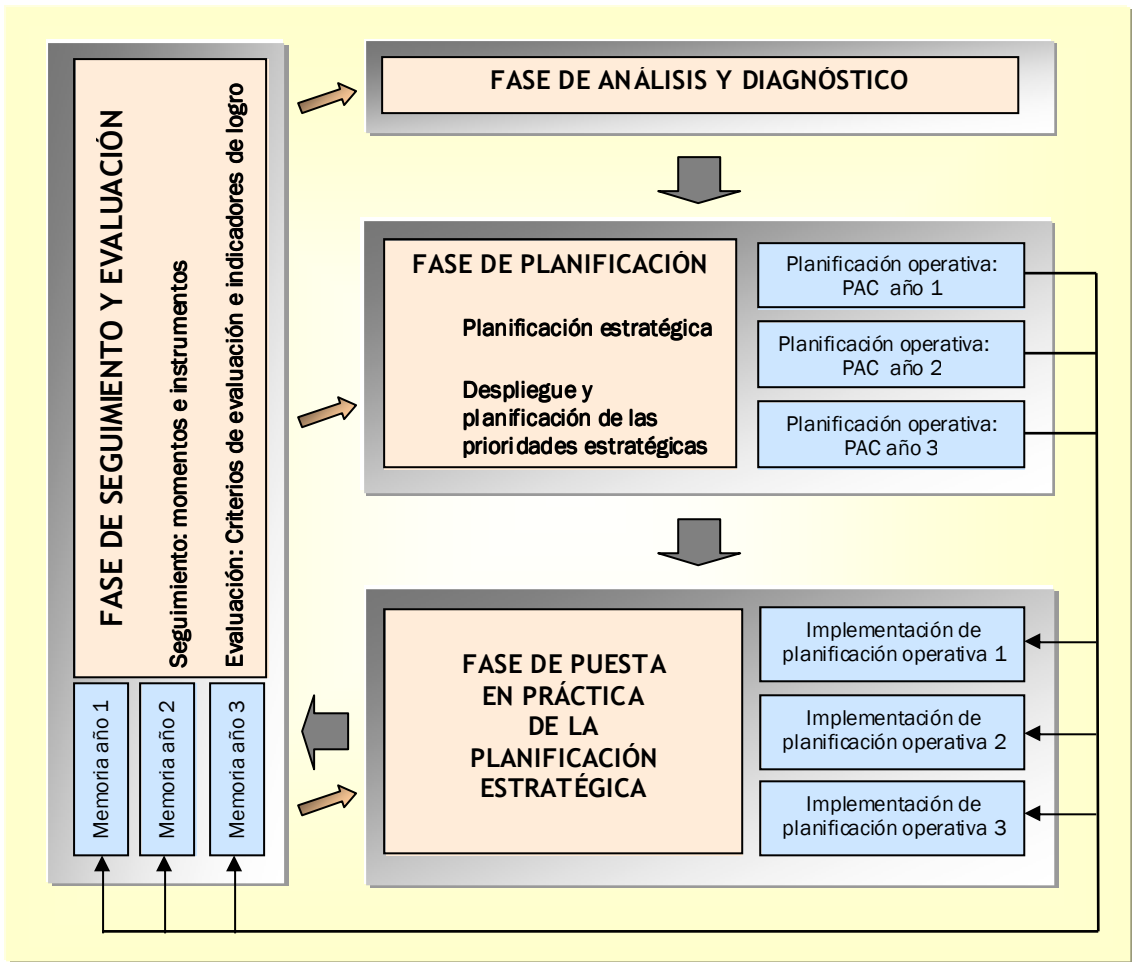 FASE DE SEGUIMIENTO Y EVALUACIÓN
Seguimiento: momentos e instrumentos
Evaluación: Criterios de evaluación e indicadores de logro
Memoria año 1
Memoria año 2
Memoria año 3
FASE DE ANÁLISIS Y DIAGNÓSTICO
FASE DE PLANIFICACIÓN
Planificación estratégica
Despliegue y
planificación de las
prioridades estratégicas
Planificación operativa:
PAC año 1
Planificación operativa:
PAC año 2
Planificación operativa:
PAC año 3
FASE DE PUESTA
EN PRÁCTICA
DE LA
PLANIFICACIÓN
ESTRATÉGICA
Implementación de
planificación operativa 1
Implementación de
planificación operativa 2
Implementación de
planificación operativa 3